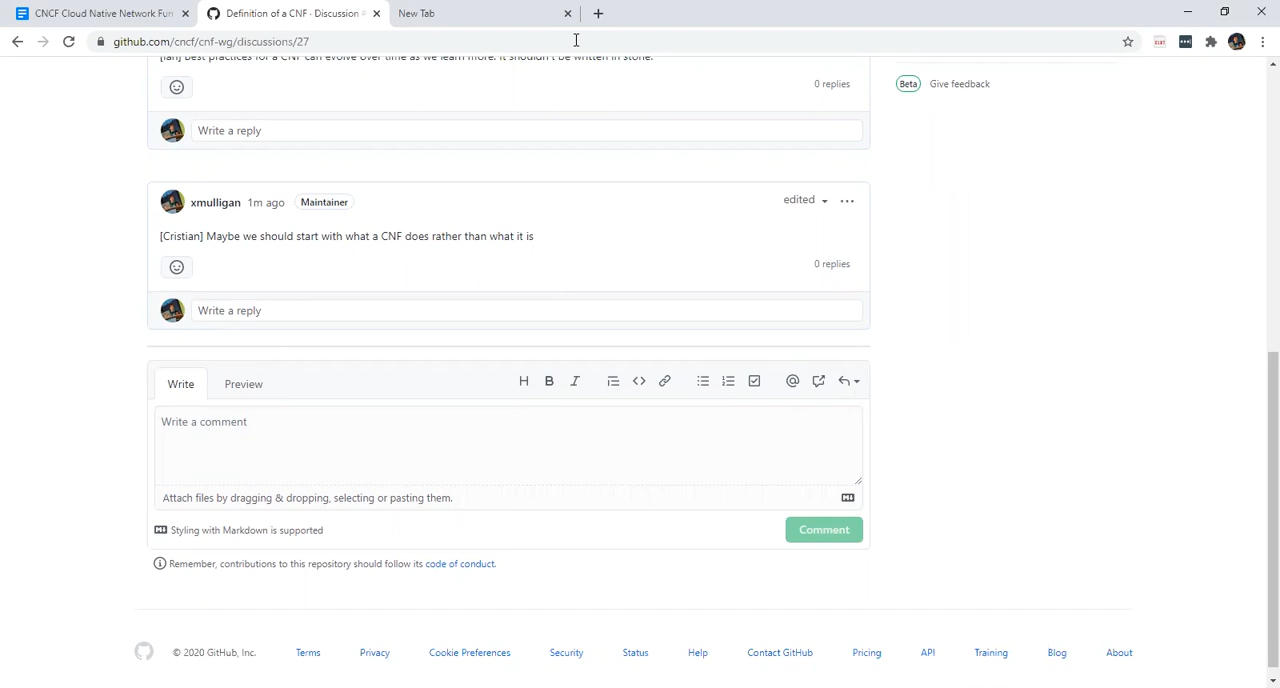 CNCF Cloud Native Network Fun
Definition of a CNF · Discussion #
New Tab
github.com/cncf/cnf-wg/discussions/27
[Ian] Best practices for a CNF can evolve over time as we learn more. It shouldn't be written in stone.
0 replies
Beta Give feedback
Write a reply
xmulligan 1m ago Maintainer
edited
[Cristian] Maybe we should start with what a CNF does rather than what it is
0 replies
Write a reply
Write Preview
H B I
Write a comment
Attach files by dragging & dropping, selecting or pasting them.
Styling with Markdown is supported
Comment
Remember, contributions to this repository should follow its code of conduct.
© 2020 GitHub, Inc. Terms Privacy Cookie Preferences Security Status Help Contact GitHub Pricing API Training Blog About